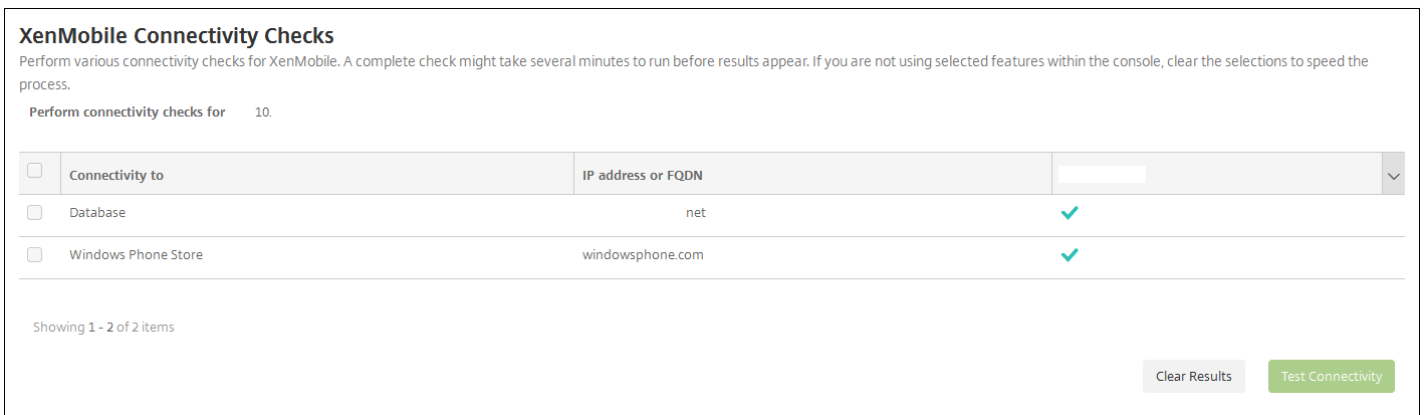 XenMobile Connectivity Checks
Perform various connectivity checks for XenMobile. A complete check might take several minutes to run before results appear. If you are not using selected features within the console, clear the selections to speed the
process.
Perform connectivity checks for 10.
Connectivity to IP address or FQDN
Database net
Windows Phone Store windowsphone.com
Showing 1 - 2 of 2 items
Clear Results Test Connectivity